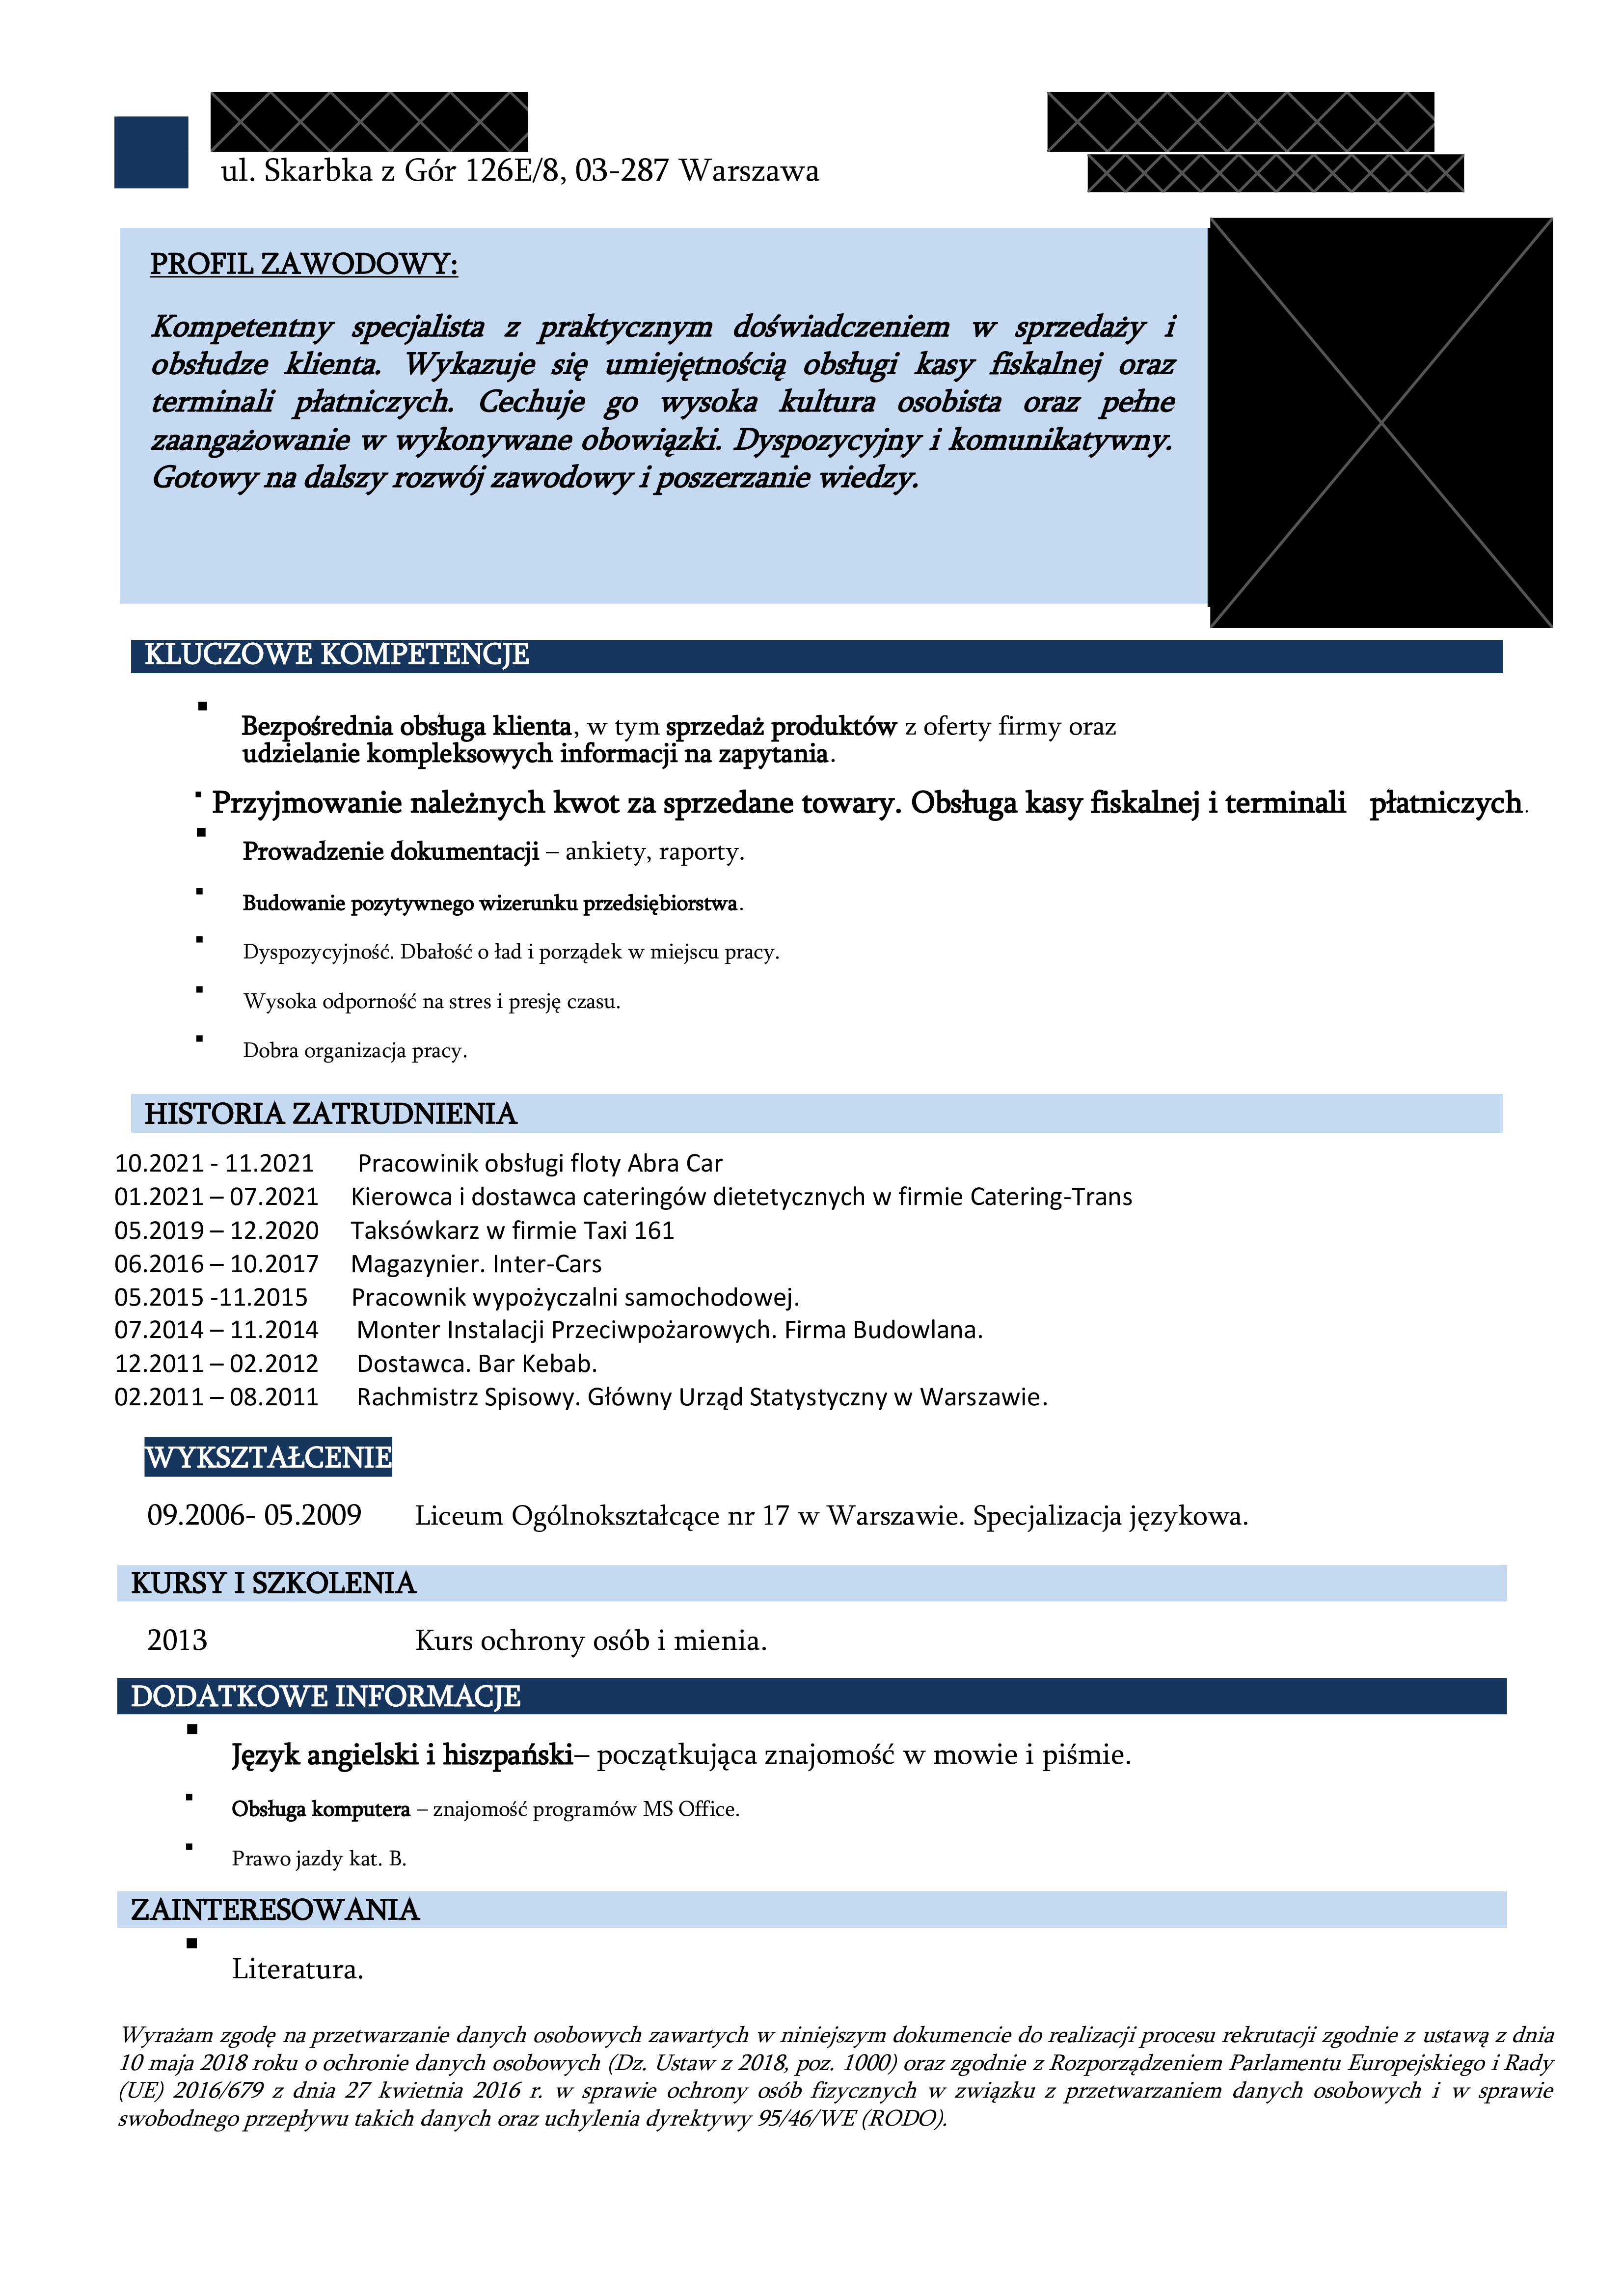 ul. Skarbka z Gór 126E/8, 03-287 Warszawa
PROFIL ZAWODOWY:
Kompetentny specjalista z praktycznym doświadczeniem w sprzedaży i
obsłudze klienta. Wykazuje się umiejętnością obsługi kasy fiskalnej oraz
terminali płatniczych. Cechuje go wysoka kultura osobista oraz pełne
zaangażowanie w wykonywane obowiązki. Dyspozycyjny i komunikatywny.
Gotowy na dalszy rozwój zawodowy i poszerzanie wiedzy.
KLUCZOWE KOMPETENCJE
▪ Bezpośrednia obsługa klienta, w tym sprzedaż produktów z oferty firmy oraz
udzielanie kompleksowych informacji na zapytania.
▪ Przyjmowanie należnych kwot za sprzedane towary. Obsługa kasy fiskalnej i terminali płatniczych.
▪ Prowadzenie dokumentacji – ankiety, raporty.
▪ Budowanie pozytywnego wizerunku przedsiębiorstwa.
▪ Dyspozycyjność. Dbałość o ład i porządek w miejscu pracy.
▪ Wysoka odporność na stres i presję czasu.
▪ Dobra organizacja pracy.
HISTORIA ZATRUDNIENIA
10.2021 - 11.2021 Pracowinik obsługi floty Abra Car
01.2021 – 07.2021 Kierowca i dostawca cateringów dietetycznych w firmie Catering-Trans
05.2019 – 12.2020 Taksówkarz w firmie Taxi 161
06.2016 – 10.2017 Magazynier. Inter-Cars
05.2015 -11.2015 Pracownik wypożyczalni samochodowej.
07.2014 – 11.2014 Monter Instalacji Przeciwpożarowych. Firma Budowlana.
12.2011 – 02.2012 Dostawca. Bar Kebab.
02.2011 – 08.2011 Rachmistrz Spisowy. Główny Urząd Statystyczny w Warszawie.
WYKSZTAŁCENIE
09.2006- 05.2009 Liceum Ogólnokształcące nr 17 w Warszawie. Specjalizacja językowa.
KURSY I SZKOLENIA
2013 Kurs ochrony osób i mienia.
DODATKOWE INFORMACJE
▪ Język angielski i hiszpański– początkująca znajomość w mowie i piśmie.
▪ Obsługa komputera – znajomość programów MS Office.
▪ Prawo jazdy kat. B.
ZAINTERESOWANIA
▪ Literatura.
Wyrażam zgodę na przetwarzanie danych osobowych zawartych w niniejszym dokumencie do realizacji procesu rekrutacji zgodnie z ustawą z dnia
10 maja 2018 roku o ochronie danych osobowych (Dz. Ustaw z 2018, poz. 1000) oraz zgodnie z Rozporządzeniem Parlamentu Europejskiego i Rady
(UE) 2016/679 z dnia 27 kwietnia 2016 r. w sprawie ochrony osób fizycznych w związku z przetwarzaniem danych osobowych i w sprawie
swobodnego przepływu takich danych oraz uchylenia dyrektywy 95/46/WE (RODO).